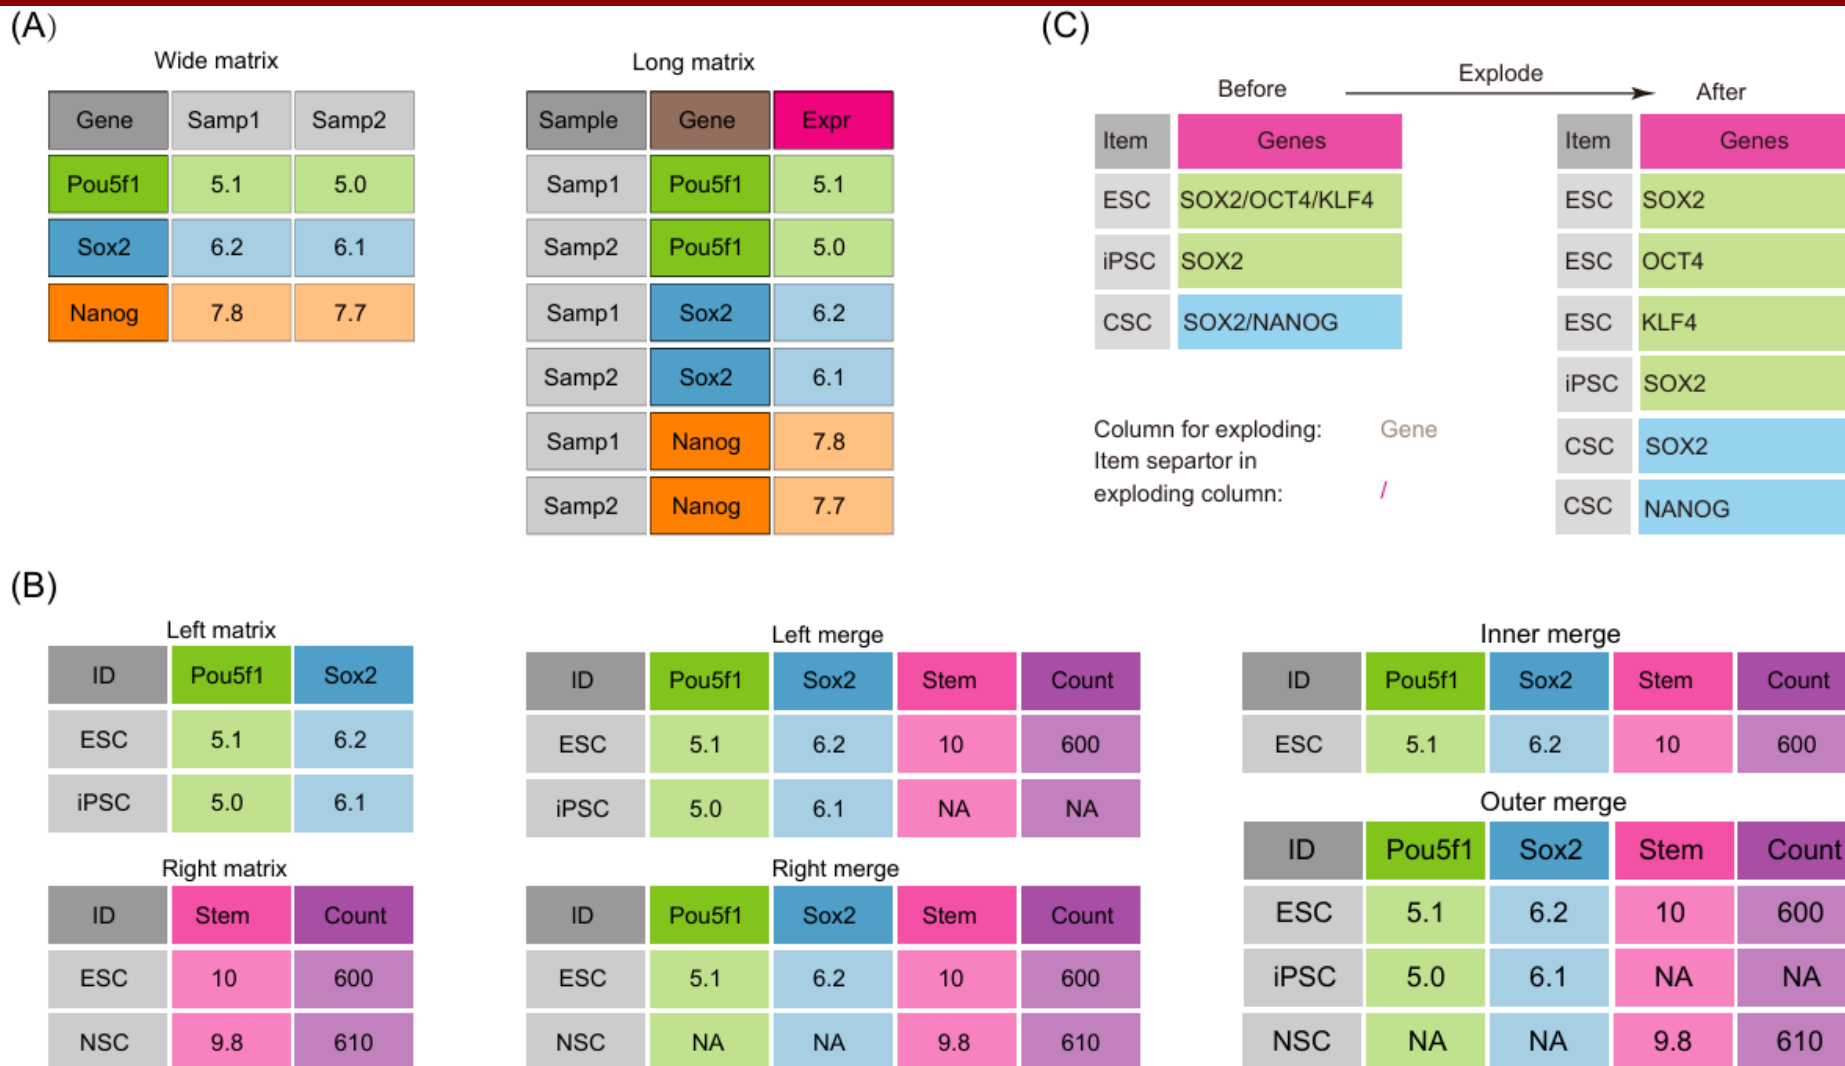 (A)
Wide matrix
Gene Samp1 Samp2
Pou5f1 5.1 5.0
Sox2 6.2 6.1
Nanog 7.8 7.7
Long matrix
Sample Gene Expr
Samp1 Pou5f1 5.1
Samp2 Pou5f1 5.0
Samp1 Sox2 6.2
Samp2 Sox2 6.1
Samp1 Nanog 7.8
Samp2 Nanog 7.7
(C)
Before Explode After
Item Genes
ESC SOX2/OCT4/KLF4
iPSC SOX2
CSC SOX2/NANOG
Column for exploding: Gene
Item separtor in
exploding column: /
Item Genes
ESC SOX2
ESC OCT4
ESC KLF4
iPSC SOX2
CSC SOX2
CSC NANOG
(B)
Left matrix
ID Pou5f1 Sox2
ESC 5.1 6.2
iPSC 5.0 6.1
Right matrix
ID Stem Count
ESC 10 600
NSC 9.8 610
Left merge
ID Pou5f1 Sox2 Stem Count
ESC 5.1 6.2 10 600
iPSC 5.0 6.1 NA NA
Right merge
ID Pou5f1 Sox2 Stem Count
ESC 5.1 6.2 10 600
NSC NA NA 9.8 610
Inner merge
ID Pou5f1 Sox2 Stem Count
ESC 5.1 6.2 10 600
Outer merge
ID Pou5f1 Sox2 Stem Count
ESC 5.1 6.2 10 600
iPSC 5.0 6.1 NA NA
NSC NA NA 9.8 610